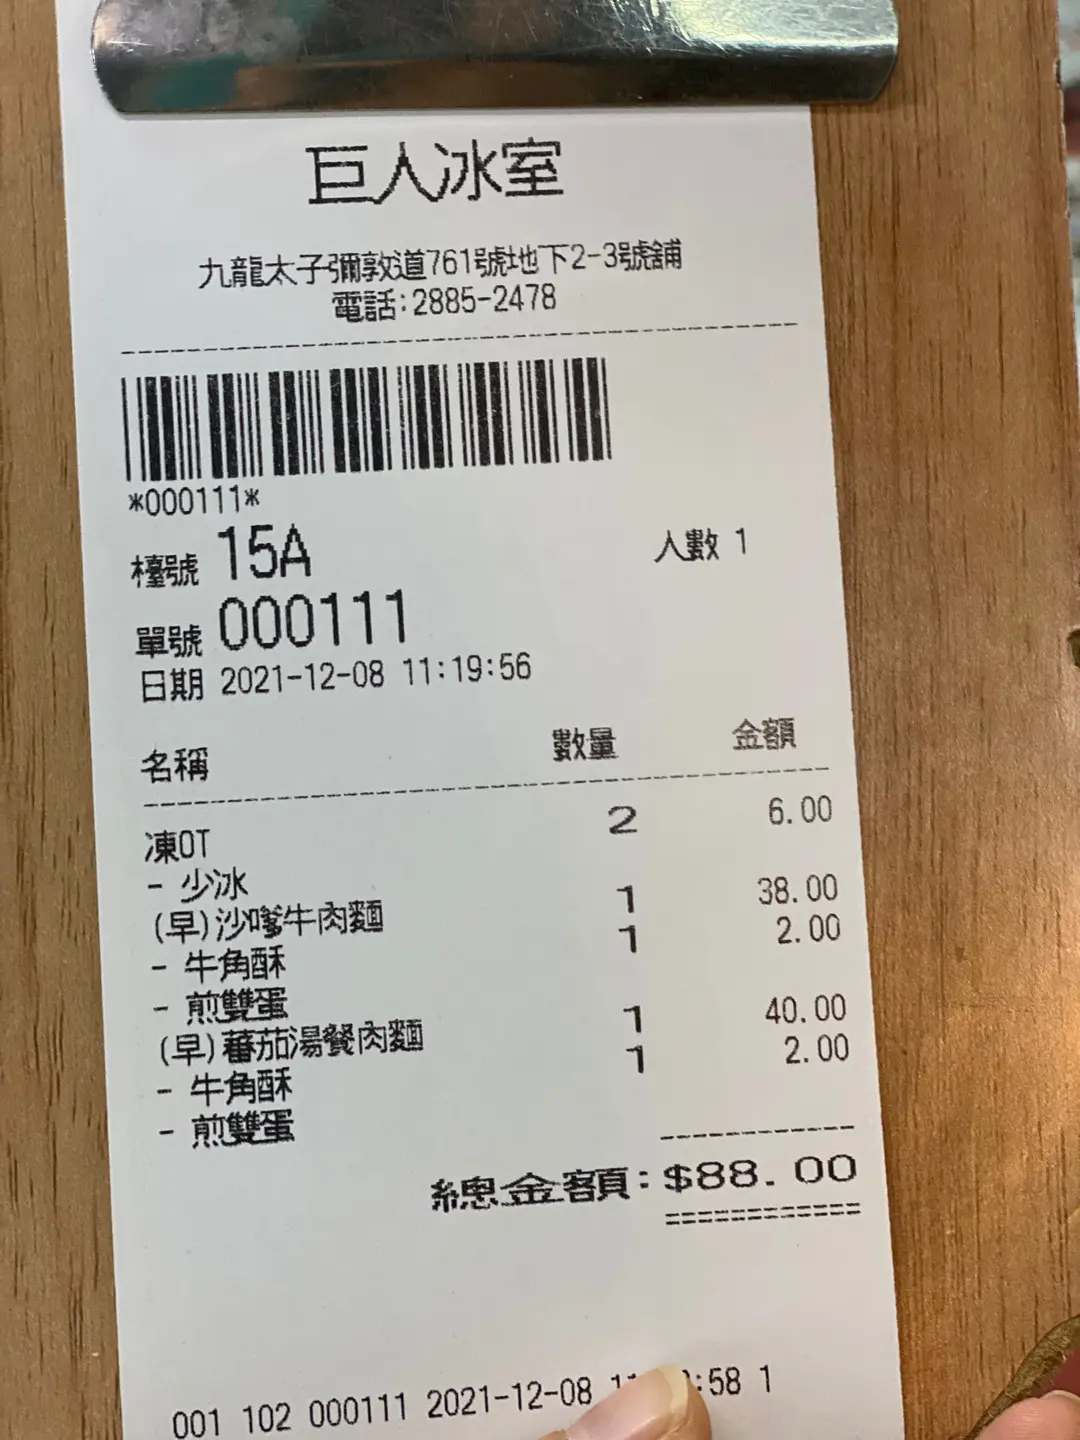 巨人冰室
九龍太子彌敦道761號地下2-3號舖
電話:2885-2478
*000111*
檯號 15A 人數 1
單號 000111
日期 2021-12-08 11:19:56
名稱 數量 金額
凍OT 2 6.00
- 少冰
(早)沙嗲牛肉麵 1 38.00
- 牛角酥 1 2.00
- 煎雙蛋
(早)蕃茄湯餐肉麵 1 40.00
- 牛角酥 1 2.00
- 煎雙蛋
總金額:$88.00
001 102 000111 2021-12-08 :58 1